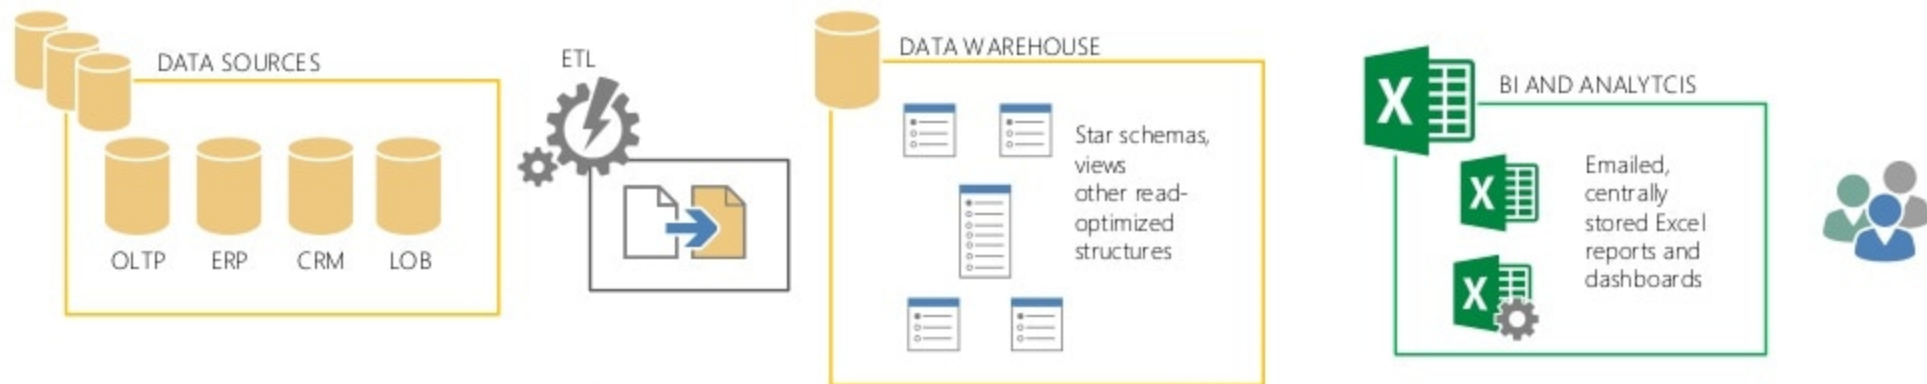 DATA SOURCES
OLTP
ERP
CRM
LOB
ETL
DATA WAREHOUSE
Star schemas,
views
other read-
optimized
structures
BI AND ANALYTCIS
Emailed,
centrally
stored Excel
reports and
dashboards